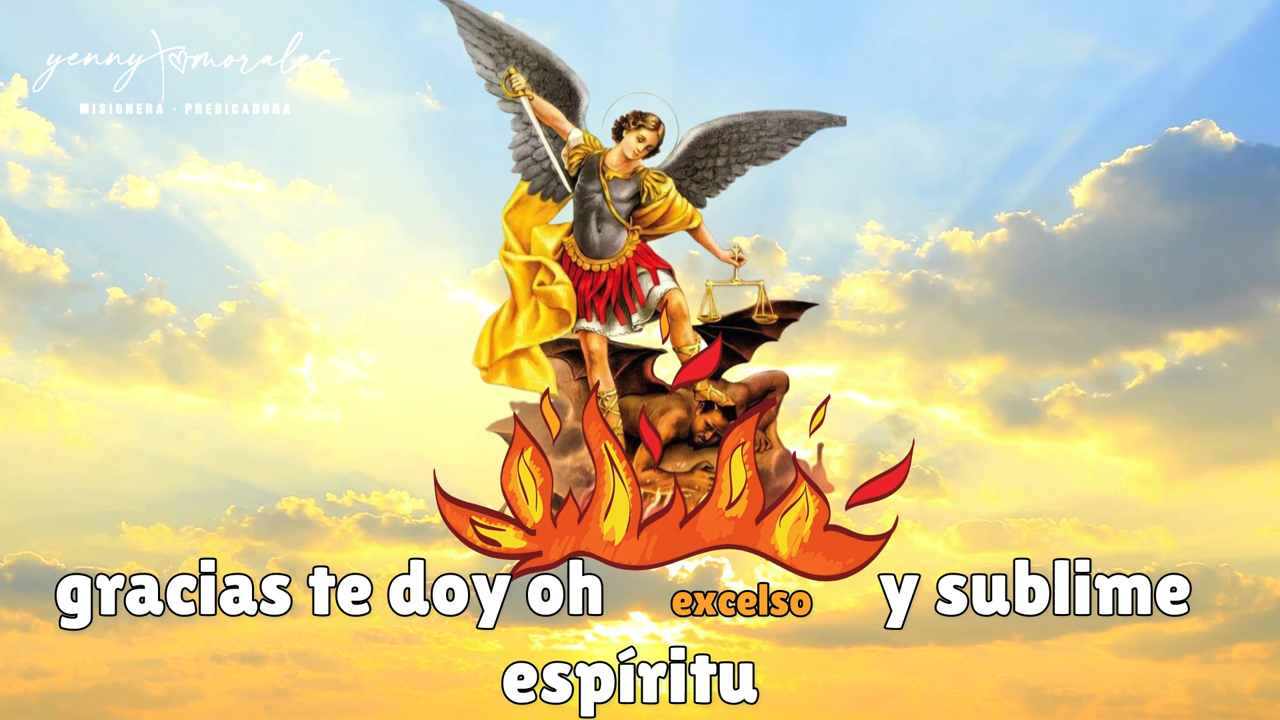 yenny morales
MISIONERA · PREDICADORA
gracias te doy oh excelso y sublime
espíritu